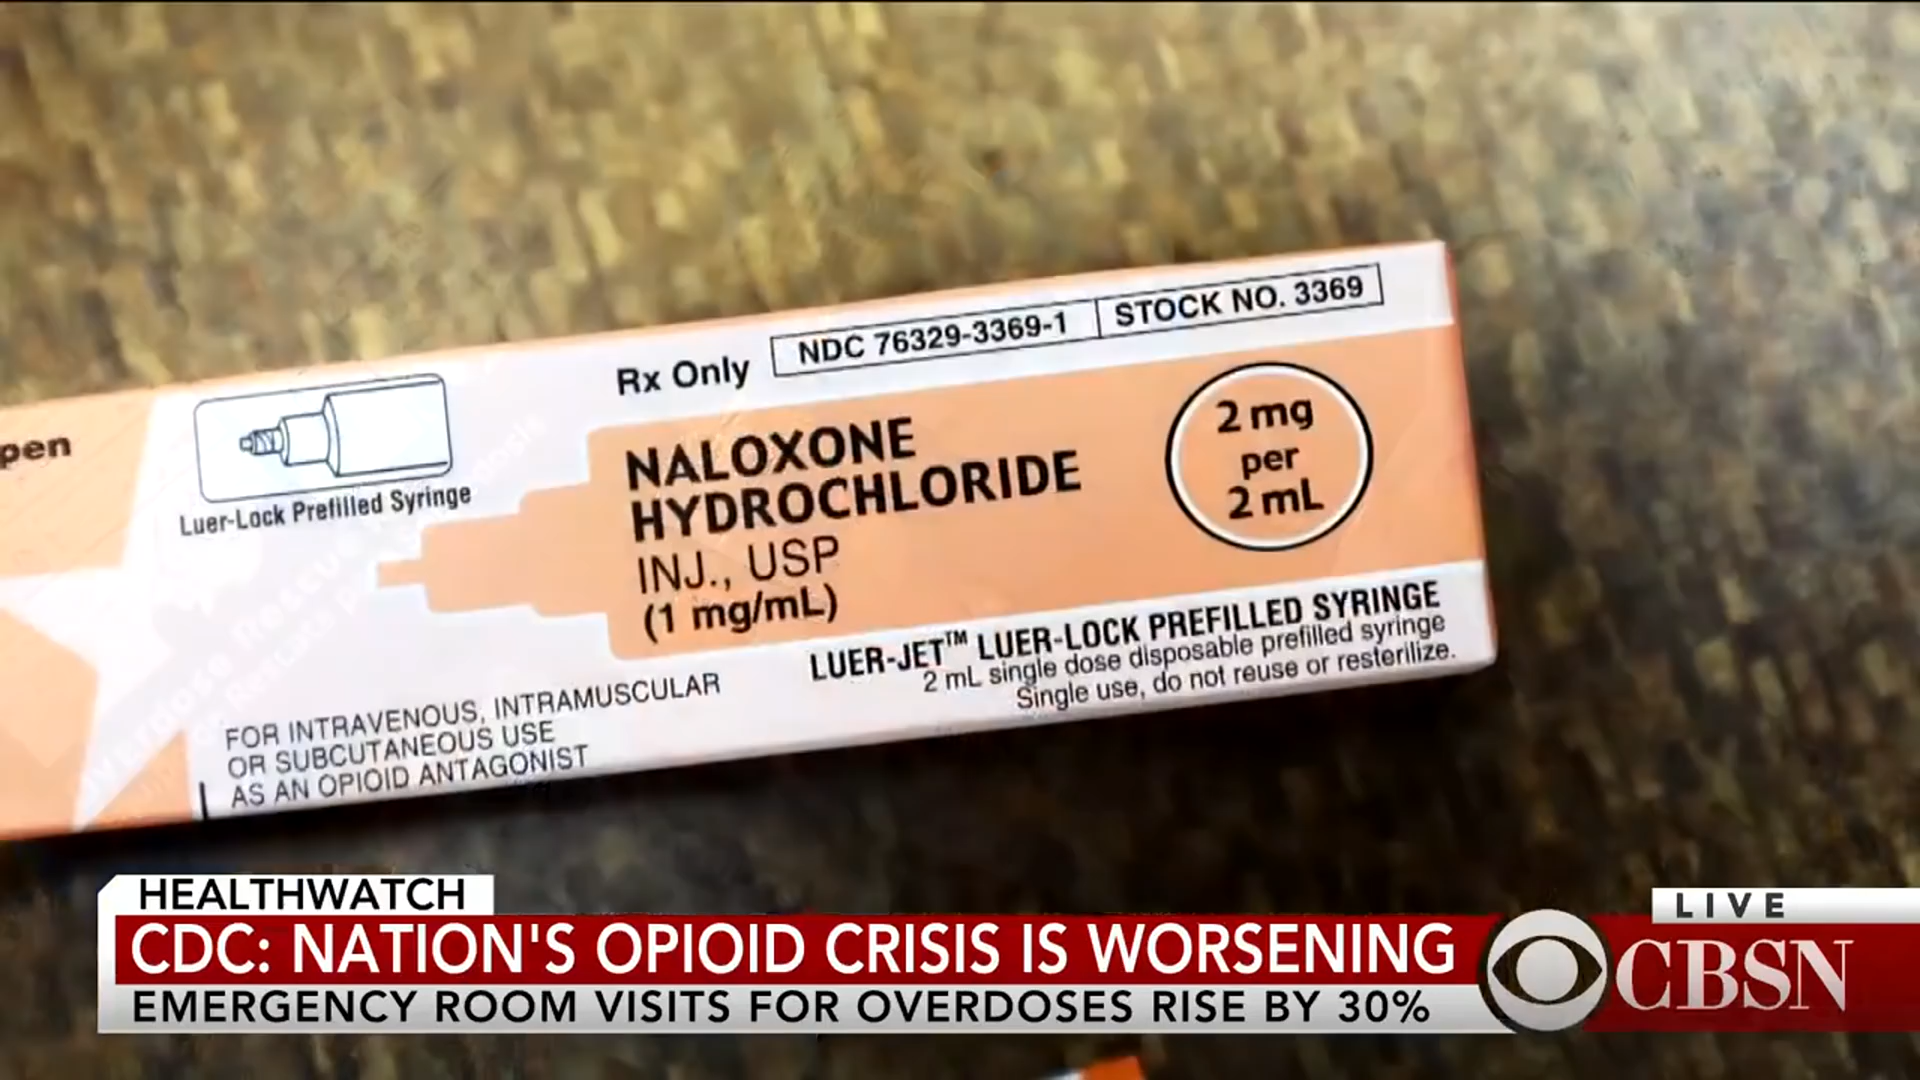 Rx Only
NDC 76329-3369-1
STOCK NO. 3369
pen
Luer-Lock Prefilled Syringe
NALOXONE
HYDROCHLORIDE
INJ., USP
(1 mg/mL)
2 mg
per
2 mL
LUER-JET™ LUER-LOCK PREFILLED SYRINGE
2 mL single dose disposable prefilled syringe
Single use, do not reuse or resterilize.
FOR INTRAVENOUS, INTRAMUSCULAR
OR SUBCUTANEOUS USE
AS AN OPIOID ANTAGONIST
Overdose Rescue
HEALTHWATCH
CDC: NATION'S OPIOID CRISIS IS WORSENING
EMERGENCY ROOM VISITS FOR OVERDOSES RISE BY 30%
LIVE
CBSN